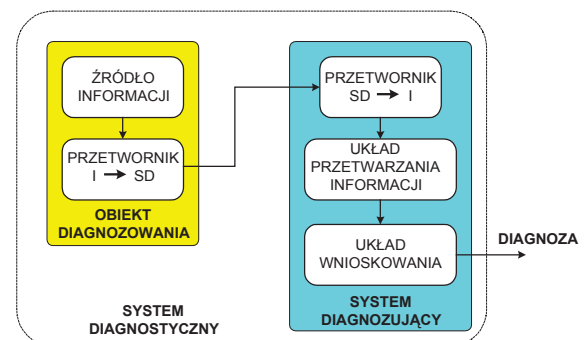 ŹRÓDŁO
INFORMACJI
PRZETWORNIK
I → SD
OBIEKT
DIAGNOZOWANIA
PRZETWORNIK
SD → I
UKŁAD
PRZETWARZANIA
INFORMACJI
UKŁAD
WNIOSKOWANIA
SYSTEM
DIAGNOZUJĄCY
DIAGNOZA
SYSTEM
DIAGNOSTYCZNY